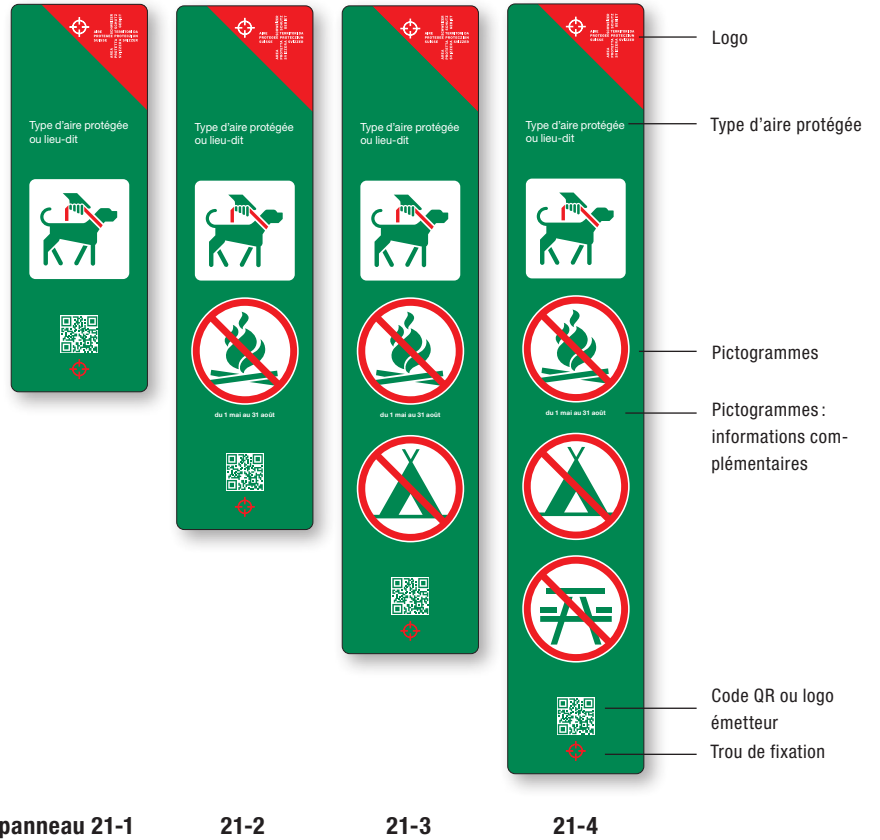 AIRE
PROTÉGÉE
SUISSE
Type d'aire protégée
ou lieu-dit
Type d'aire protégée
ou lieu-dit
du 1 mai au 31 août
Type d'aire protégée
ou lieu-dit
du 1 mai au 31 août
Type d'aire protégée
ou lieu-dit
du 1 mai au 31 août
Logo
Type d'aire protégée
Pictogrammes
Pictogrammes :
informations com-
plémentaires
Code QR ou logo
émetteur
Trou de fixation
panneau 21-1
21-2
21-3
21-4